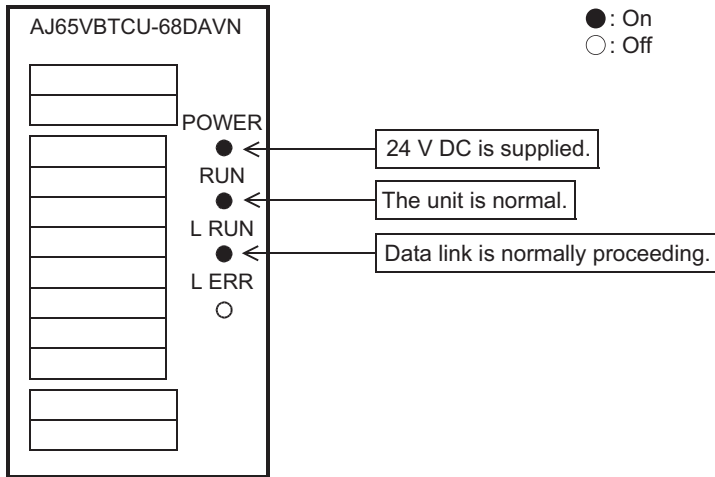 AJ65VBTCU-68DAVN
●: On
○: Off
POWER
24 V DC is supplied.
RUN
The unit is normal.
L RUN
Data link is normally proceeding.
L ERR